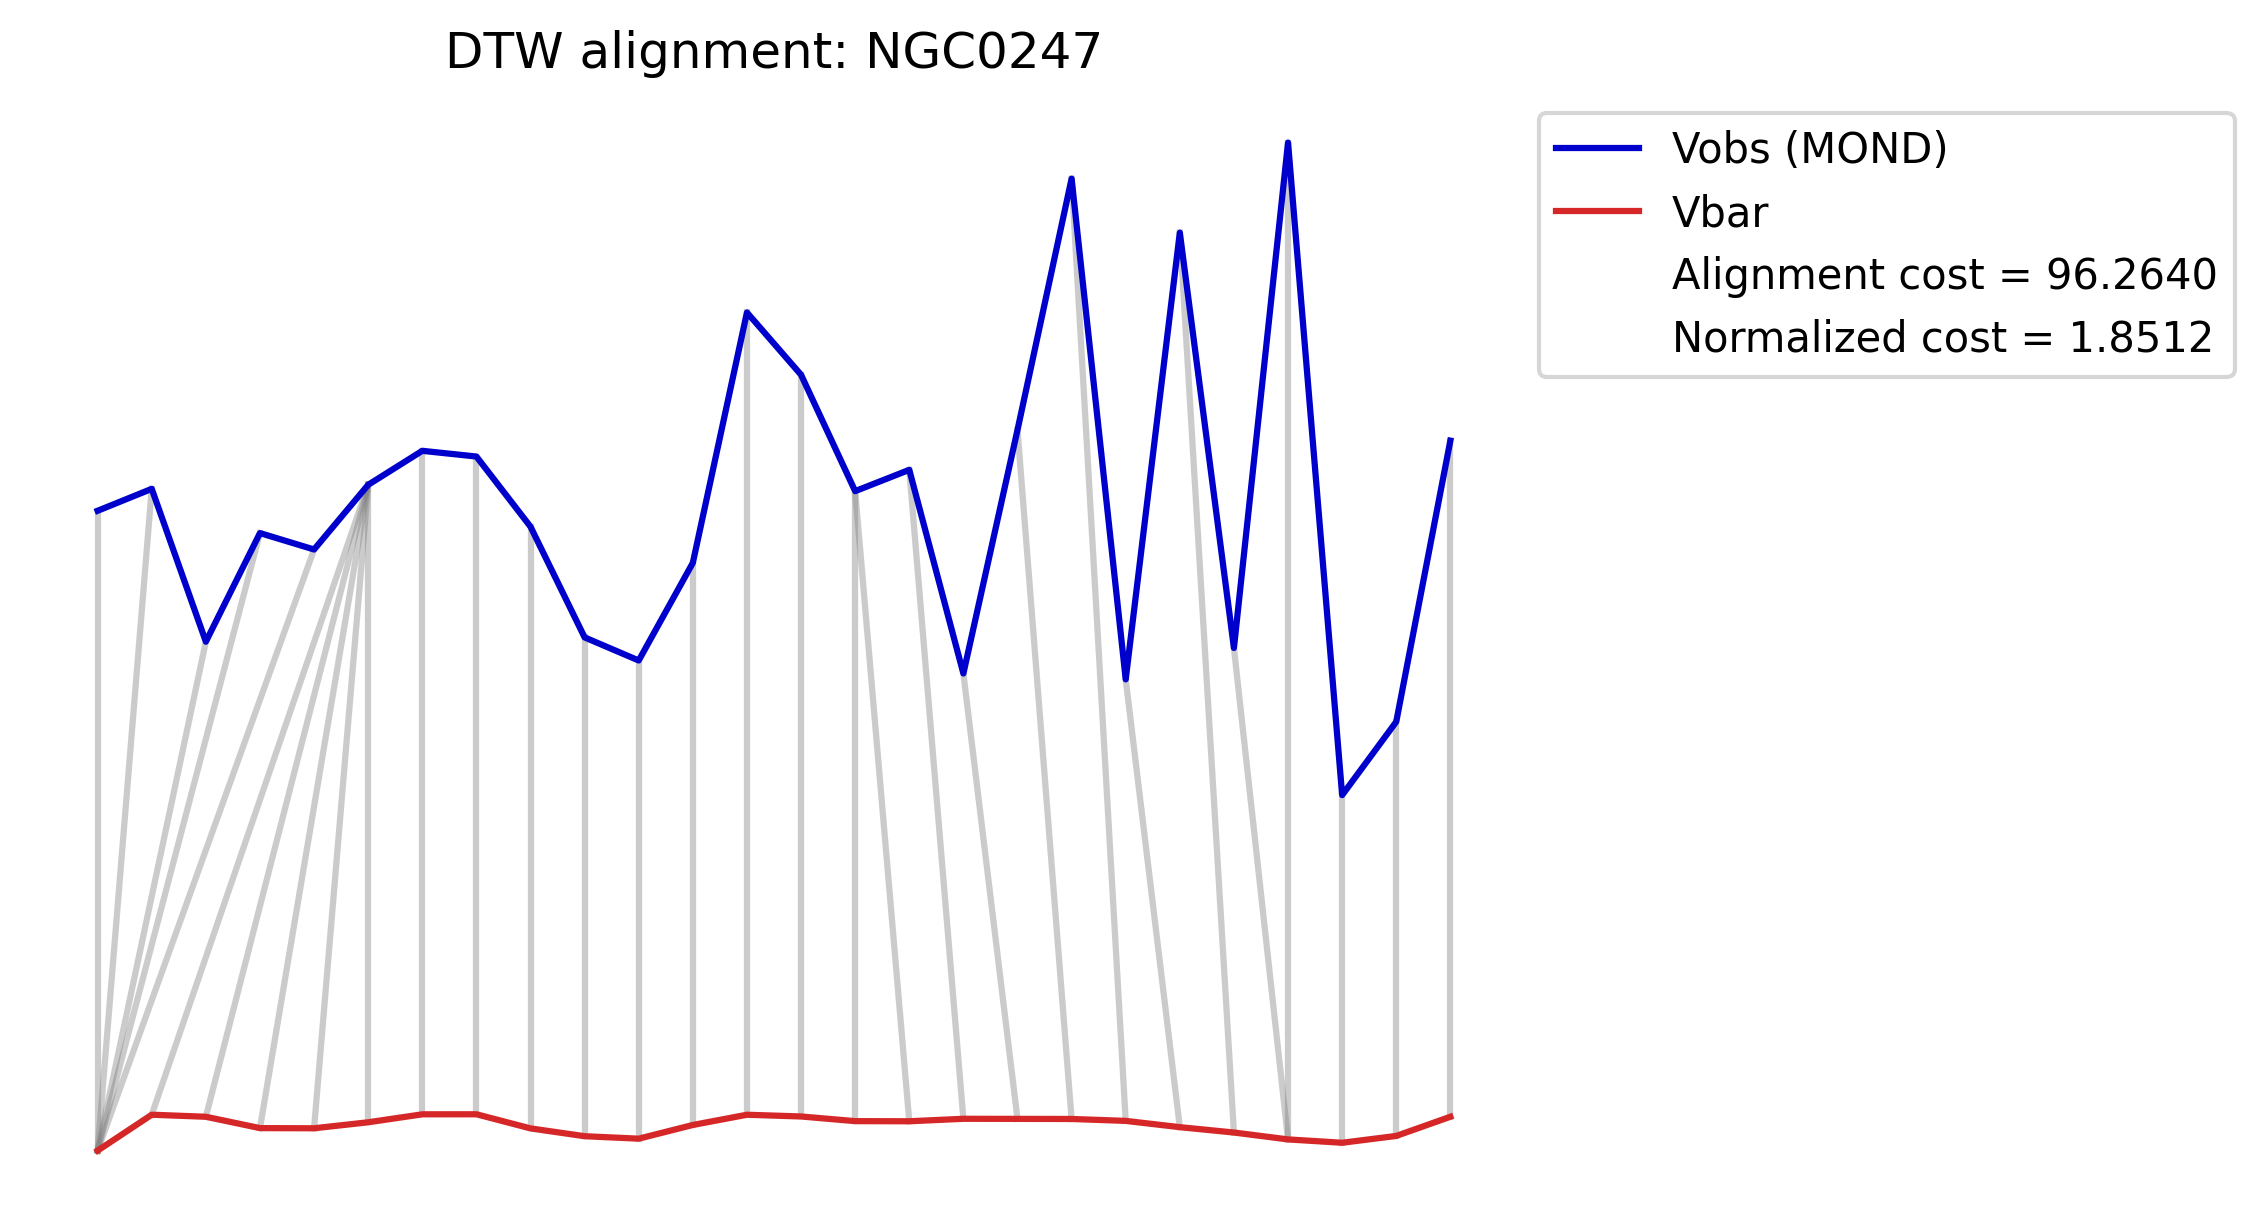 DTW alignment: NGC0247
Vobs (MOND)
Vbar
Alignment cost = 96.2640
Normalized cost = 1.8512